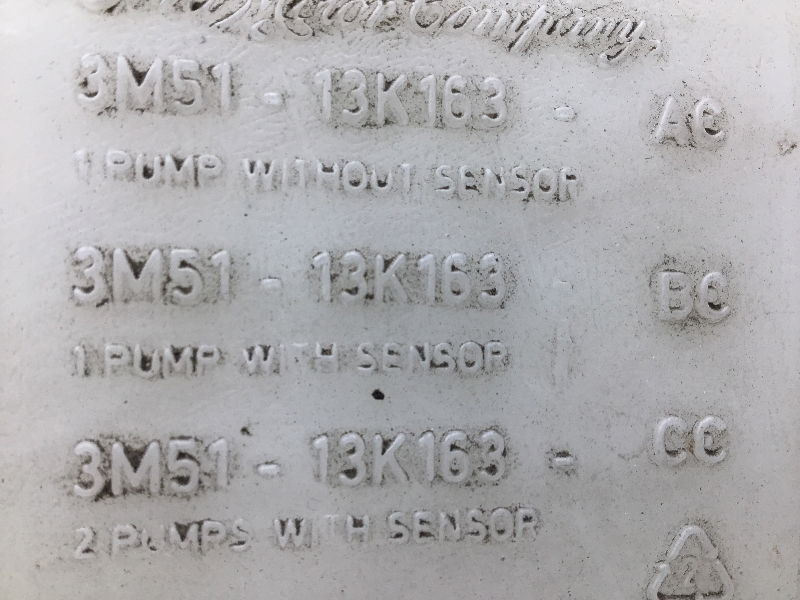 3M51 - 13K163 - AC
1 PUMP WITHOUT SENSOR
3M51 - 13K163 - BC
1 PUMP WITH SENSOR
3M51 - 13K163 - CC
2 PUMPS WITH SENSOR
2